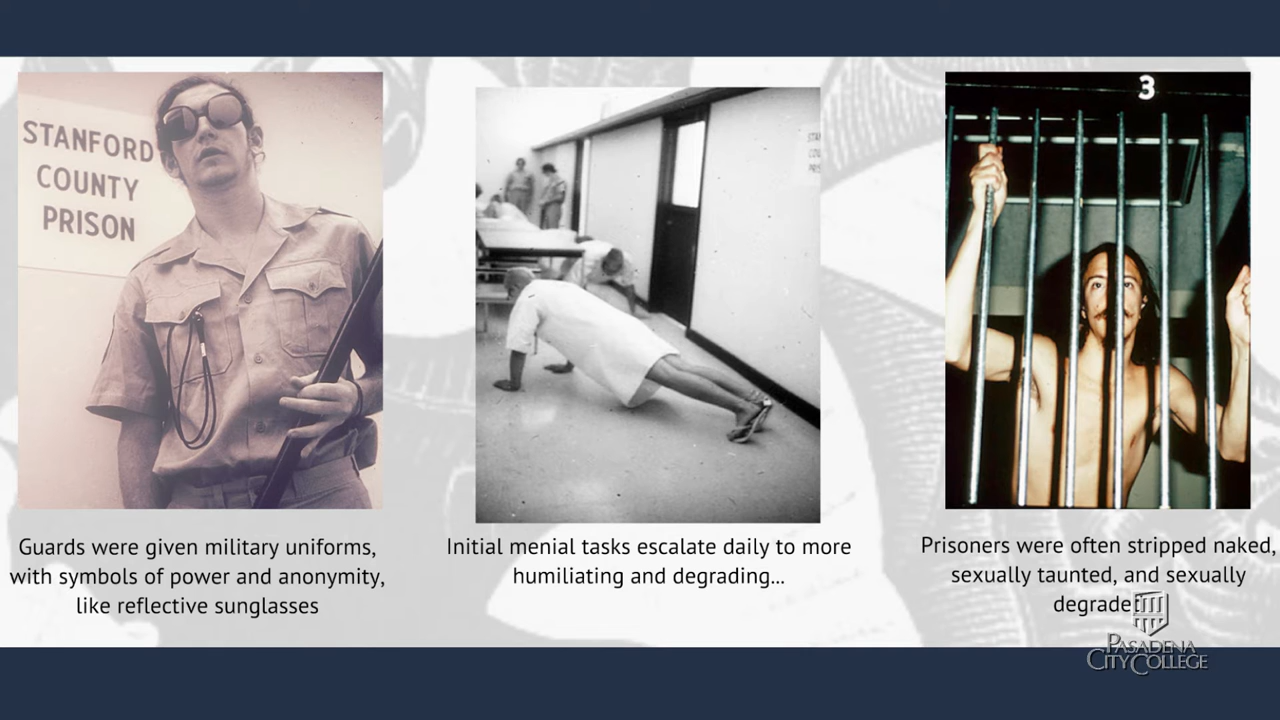 STANFORD
COUNTY
PRISON
3
Guards were given military uniforms,
with symbols of power and anonymity,
like reflective sunglasses
Initial menial tasks escalate daily to more
humiliating and degrading...
Prisoners were often stripped naked,
sexually taunted, and sexually
PASADENA
CITY COLLEGE